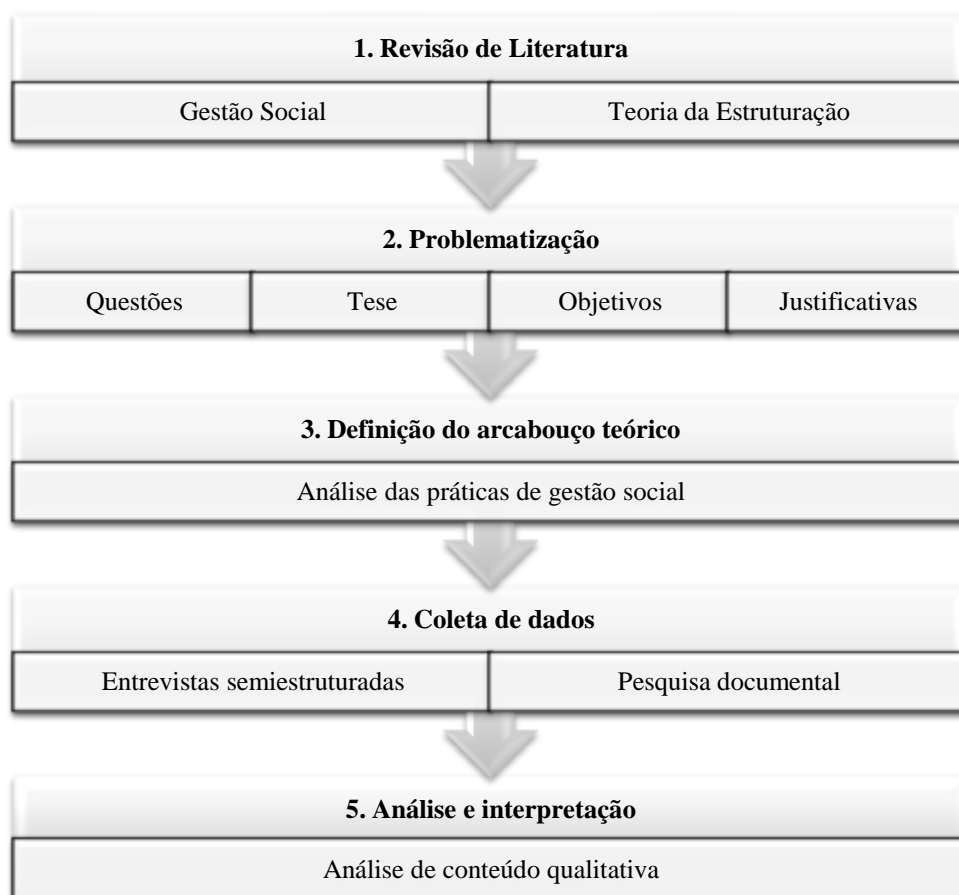 1. Revisão de Literatura
Gestão Social
Teoria da Estruturação
2. Problematização
Questões
Tese
Objetivos
Justificativas
3. Definição do arcabouço teórico
Análise das práticas de gestão social
4. Coleta de dados
Entrevistas semiestruturadas
Pesquisa documental
5. Análise e interpretação
Análise de conteúdo qualitativa